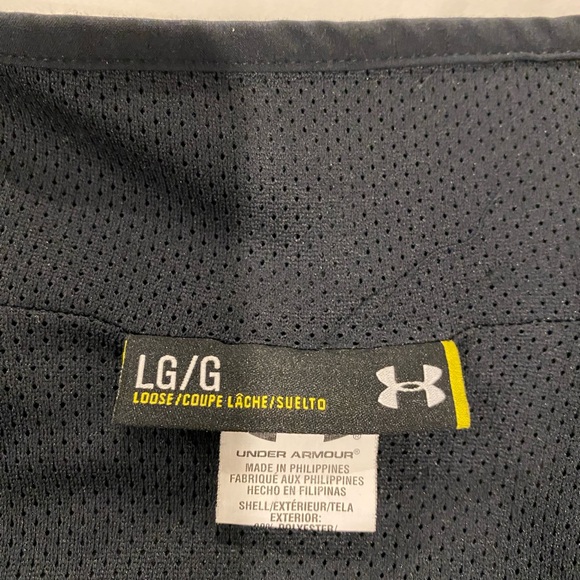 LG/G
LOOSE/COUPE LÂCHE/SUELTO
®
UNDER ARMOUR®
MADE IN PHILIPPINES
FABRIQUÉ AUX PHILIPPINES
HECHO EN FILIPINAS
SHELL/EXTÉRIEUR/TELA
EXTERIOR:
POLYESTER/